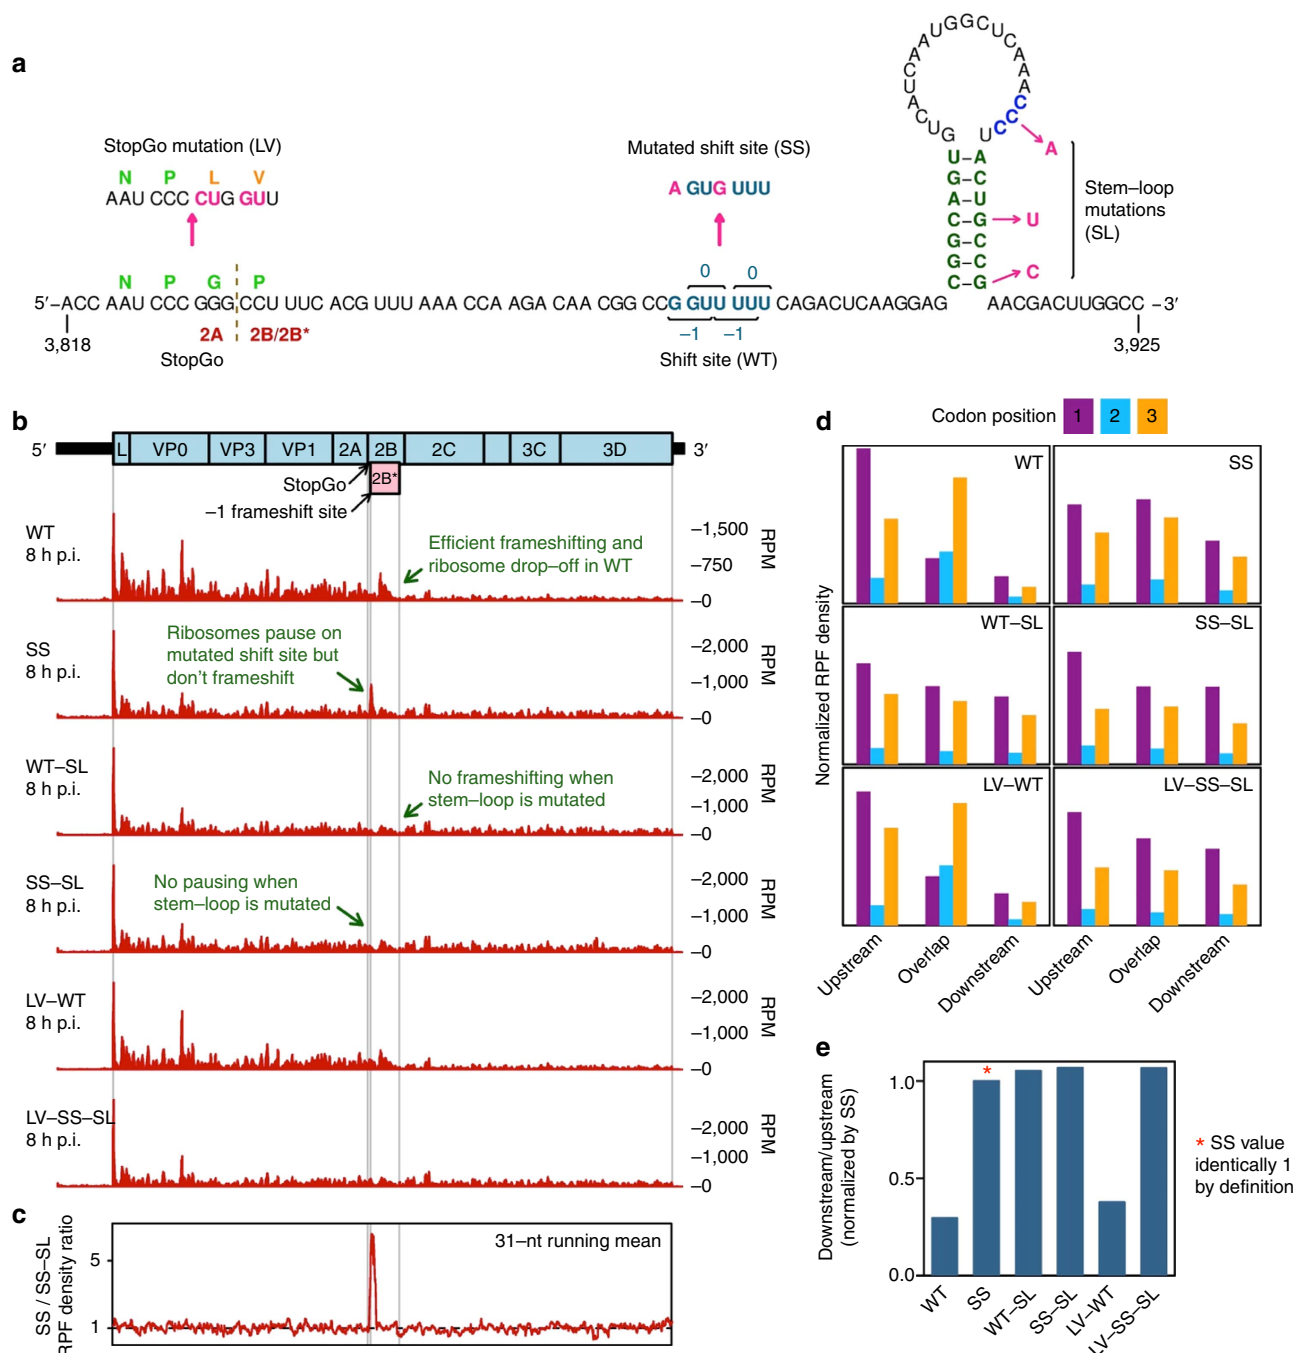 a
StopGo mutation (LV)
N P L V
AAU CCC CUG GUU
Mutated shift site (SS)
A GUG UUU
GUCAUCAAUGGCUCAAACCCU
U–A
G–C
A–U
C–G
G–C
G–C
C–G
A
U
C
Stem–loop
mutations
(SL)
N P G P
0 0
5′–ACC AAU CCC GGGCCU UUC ACG UUU AAA CCA AGA CAA CGG CCG GUU UUU CAGACUCAAGGAG AACGACUUGGCC –3′
–1 –1
2A 2B/2B*
3,818
StopGo
Shift site (WT)
3,925
b
5′ L VP0 VP3 VP1 2A 2B 2C 3C 3D 3′
2B*
StopGo
–1 frameshift site
WT
8 h p.i.
Efficient frameshifting and
ribosome drop–off in WT
–1,500
–750
–0
RPM
SS
8 h p.i.
Ribosomes pause on
mutated shift site but
don't frameshift
–2,000
–1,000
–0
RPM
WT–SL
8 h p.i.
No frameshifting when
stem–loop is mutated
–2,000
–1,000
–0
RPM
SS–SL
8 h p.i.
No pausing when
stem–loop is mutated
–2,000
–1,000
–0
RPM
LV–WT
8 h p.i.
–2,000
–1,000
–0
RPM
LV–SS–SL
8 h p.i.
–2,000
–1,000
–0
RPM
c
SS / SS–SL
RPF density ratio
5
1
31–nt running mean
d
Codon position 1 2 3
Normalized RPF density
WT
SS
WT–SL
SS–SL
LV–WT
LV–SS–SL
Upstream Overlap Downstream Upstream Overlap Downstream
e
Downstream/upstream
(normalized by SS)
1.0
0.5
0.0
*
WT SS WT–SL SS–SL LV–WT LV–SS–SL
* SS value
identically 1
by definition